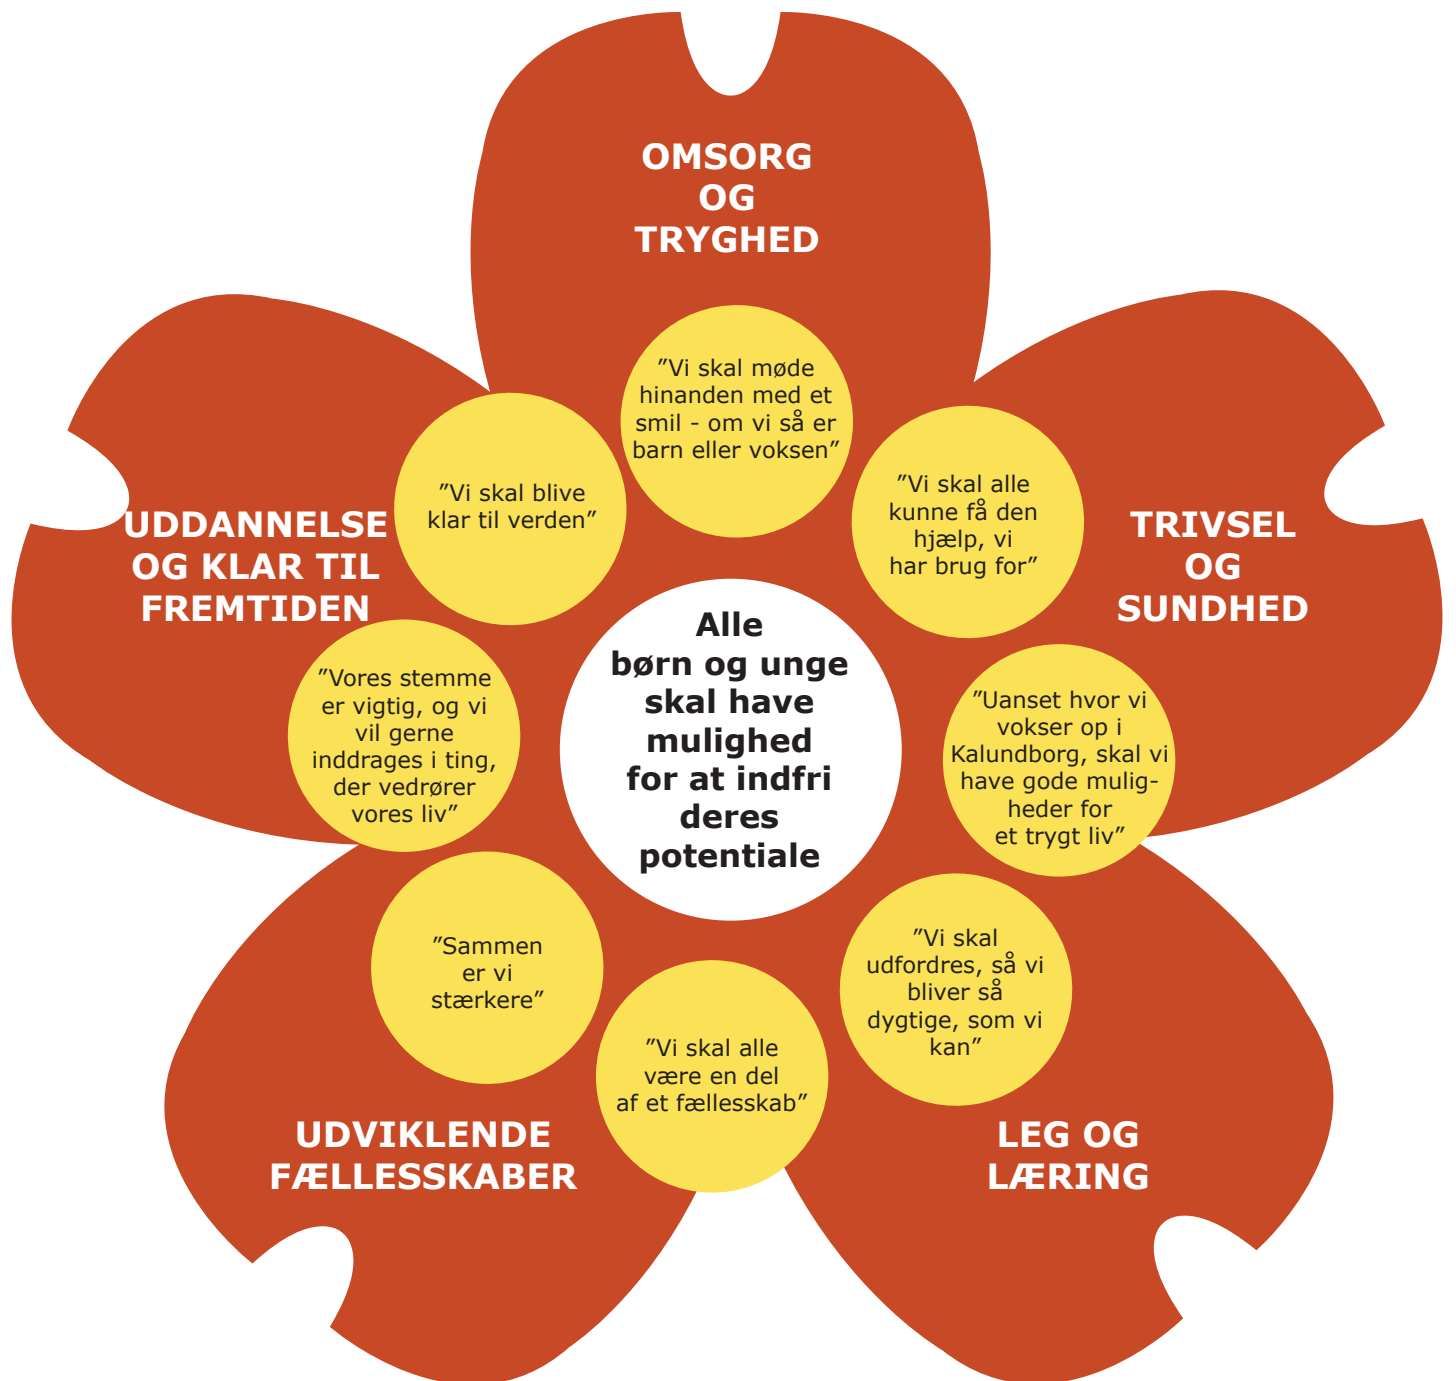 OMSORG
OG
TRYGHED
”Vi skal møde
hinanden med et
smil - om vi så er
barn eller voksen”
”Vi skal blive
klar til verden”
”Vi skal alle
kunne få den
hjælp, vi
har brug for”
UDDANNELSE
OG KLAR TIL
FREMTIDEN
TRIVSEL
OG
SUNDHED
Alle
børn og unge
skal have
mulighed
for at indfri
deres
potentiale
”Vores stemme
er vigtig, og vi
vil gerne
inddrages i ting,
der vedrører
vores liv”
”Uanset hvor vi
vokser op i
Kalundborg, skal vi
have gode mulig-
heder for
et trygt liv”
”Sammen
er vi
stærkere”
”Vi skal
udfordres, så vi
bliver så
dygtige, som vi
kan”
”Vi skal alle
være en del
af et fællesskab”
UDVIKLENDE
FÆLLESSKABER
LEG OG
LÆRING